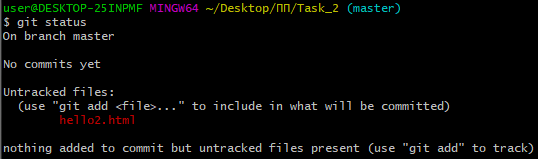 user@DESKTOP-25INPMF MINGW64 ~/Desktop/ПП/Task_2 (master)
$ git status
On branch master
No commits yet
Untracked files:
(use "git add <file>..." to include in what will be committed)
hello2.html
nothing added to commit but untracked files present (use "git add" to track)